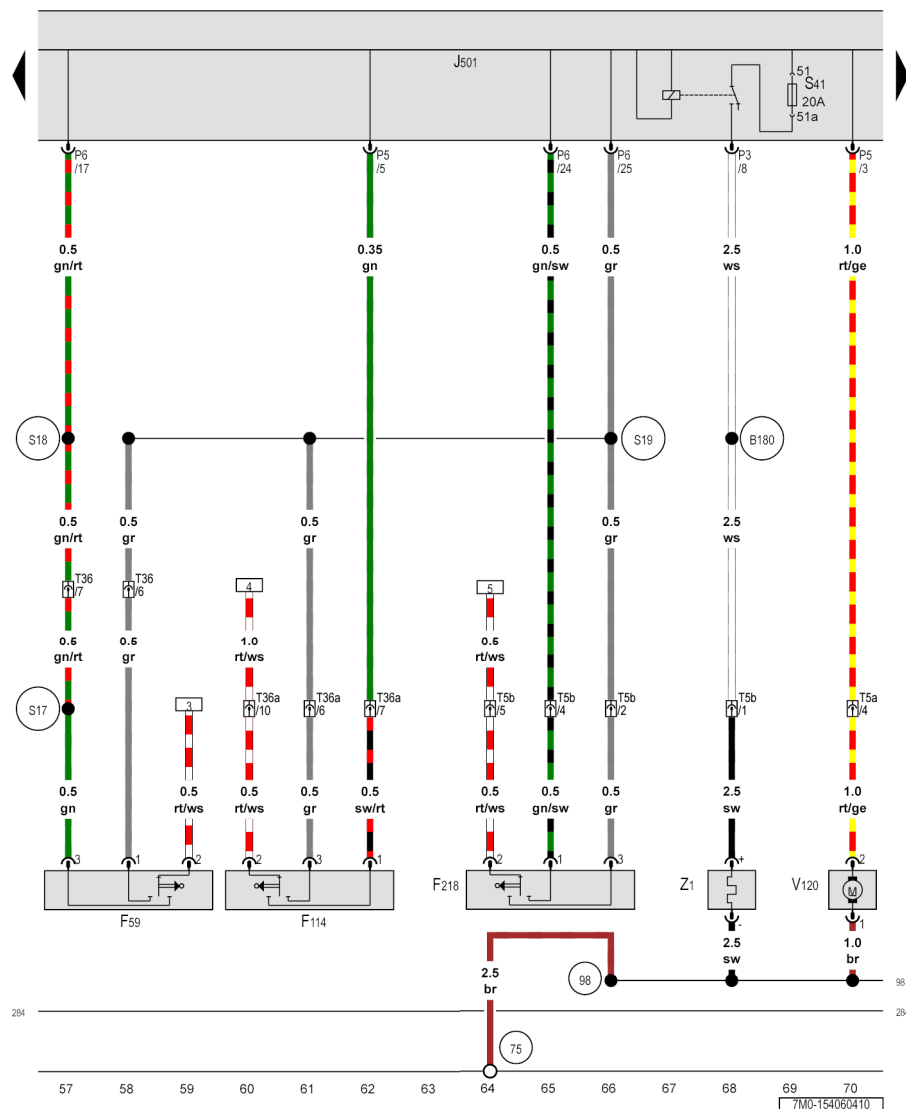 J501
51
S41
20A
51a
P6 P5 P6 P6 P3 P5
/17 /5 /24 /25 /8 /3
0.5 0.35 0.5 0.5 2.5 1.0
gn/rt gn gn/sw gr ws rt/ge
S18 S19 B180
0.5 0.5 0.5 0.5 2.5
gn/rt gr gr gr ws
T36 T36 4 5
/7 /6
0.5 0.5 1.0 0.5
gn/rt gr rt/ws rt/ws
S17 3 T36a T36a T36a T5b T5b T5b T5b T5a
/10 /6 /7 /5 /4 /2 /1 /4
0.5 0.5 0.5 0.5 0.5 0.5 0.5 0.5 2.5 1.0
gn rt/ws rt/ws gr sw/rt rt/ws gn/sw gr sw rt/ge
3 1 2 2 3 1 2 1 3 + 2
F218 Z1 V120 M
F59 F114
- 1
2.5 1.0
sw br
2.5
br
98 98
284 284
75
57 58 59 60 61 62 63 64 65 66 67 68 69 70
7M0-154060410